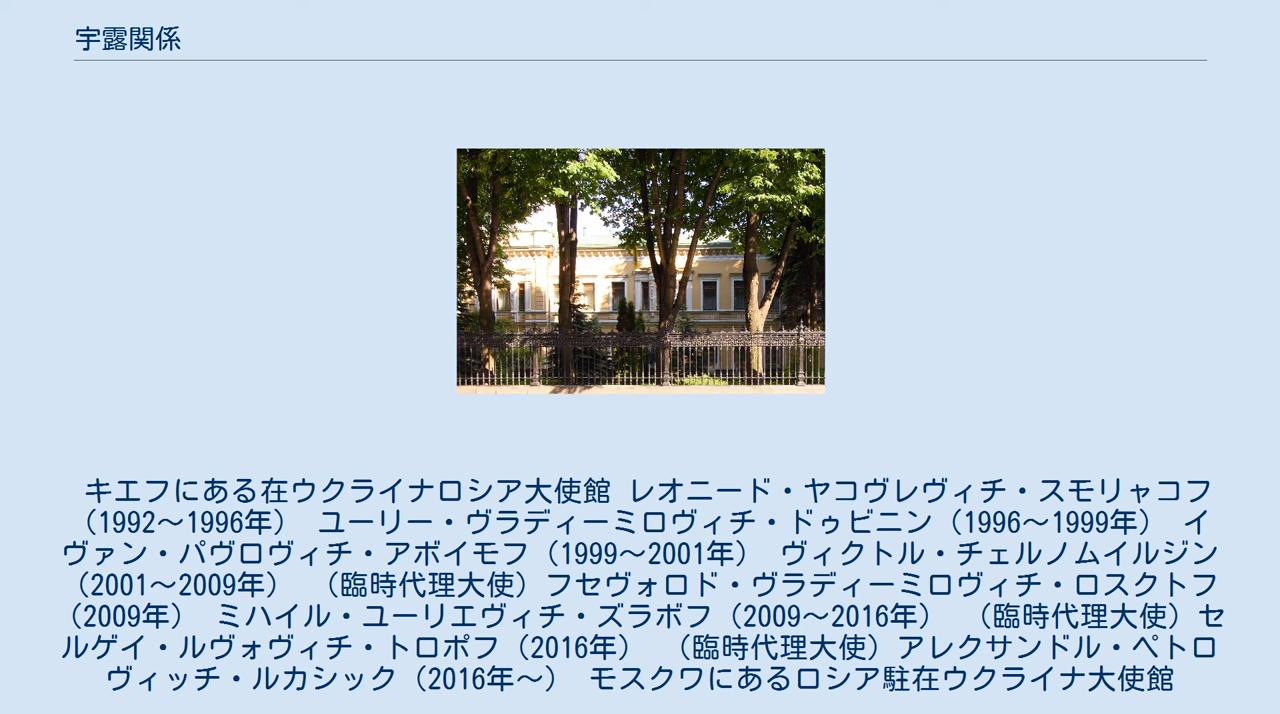 宇露関係
キエフにある在ウクライナロシア大使館 レオニード・ヤコヴレヴィチ・スモリャコフ
（1992～1996年） ユーリー・ヴラディーミロヴィチ・ドゥビニン（1996～1999年） イ
ヴァン・パヴロヴィチ・アボイモフ（1999～2001年） ヴィクトル・チェルノムイルジン
（2001～2009年） （臨時代理大使）フセヴォロド・ヴラディーミロヴィチ・ロスクトフ
（2009年） ミハイル・ユーリエヴィチ・ズラボフ（2009～2016年） （臨時代理大使）セ
ルゲイ・ルヴォヴィチ・トロポフ（2016年） （臨時代理大使）アレクサンドル・ペトロ
ヴィッチ・ルカシック（2016年～） モスクワにあるロシア駐在ウクライナ大使館